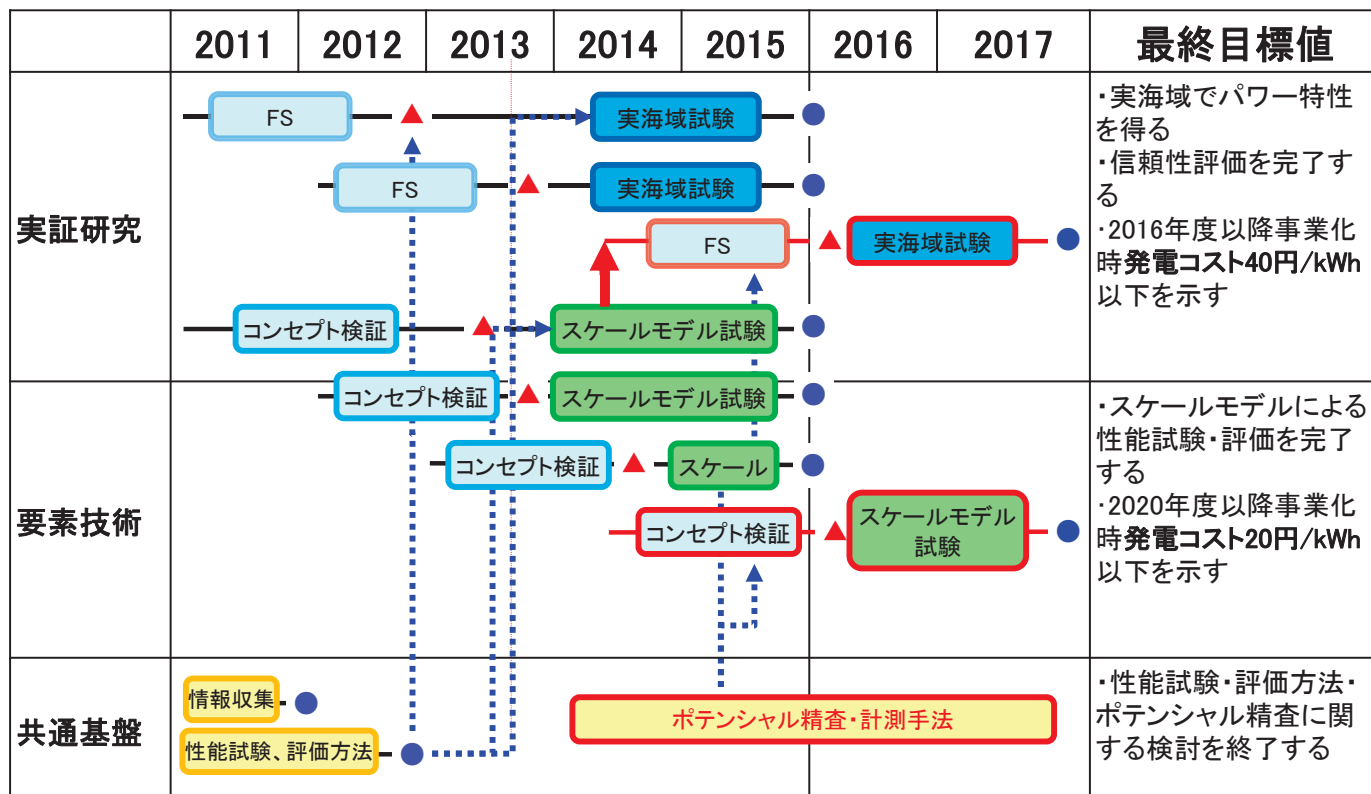 2011 2012 2013 2014 2015 2016 2017 最終目標値
実証研究
FS
実海域試験
FS
実海域試験
FS
実海域試験
コンセプト検証
スケールモデル試験
・実海域でパワー特性
を得る
・信頼性評価を完了す
る
・2016年度以降事業化
時発電コスト40円/kWh
以下を示す
要素技術
コンセプト検証
スケールモデル試験
コンセプト検証
スケール
コンセプト検証
スケールモデル
試験
・スケールモデルによる
性能試験・評価を完了
する
・2020年度以降事業化
時発電コスト20円/kWh
以下を示す
共通基盤
情報収集
性能試験、評価方法
ポテンシャル精査・計測手法
・性能試験・評価方法・
ポテンシャル精査に関
する検討を終了する